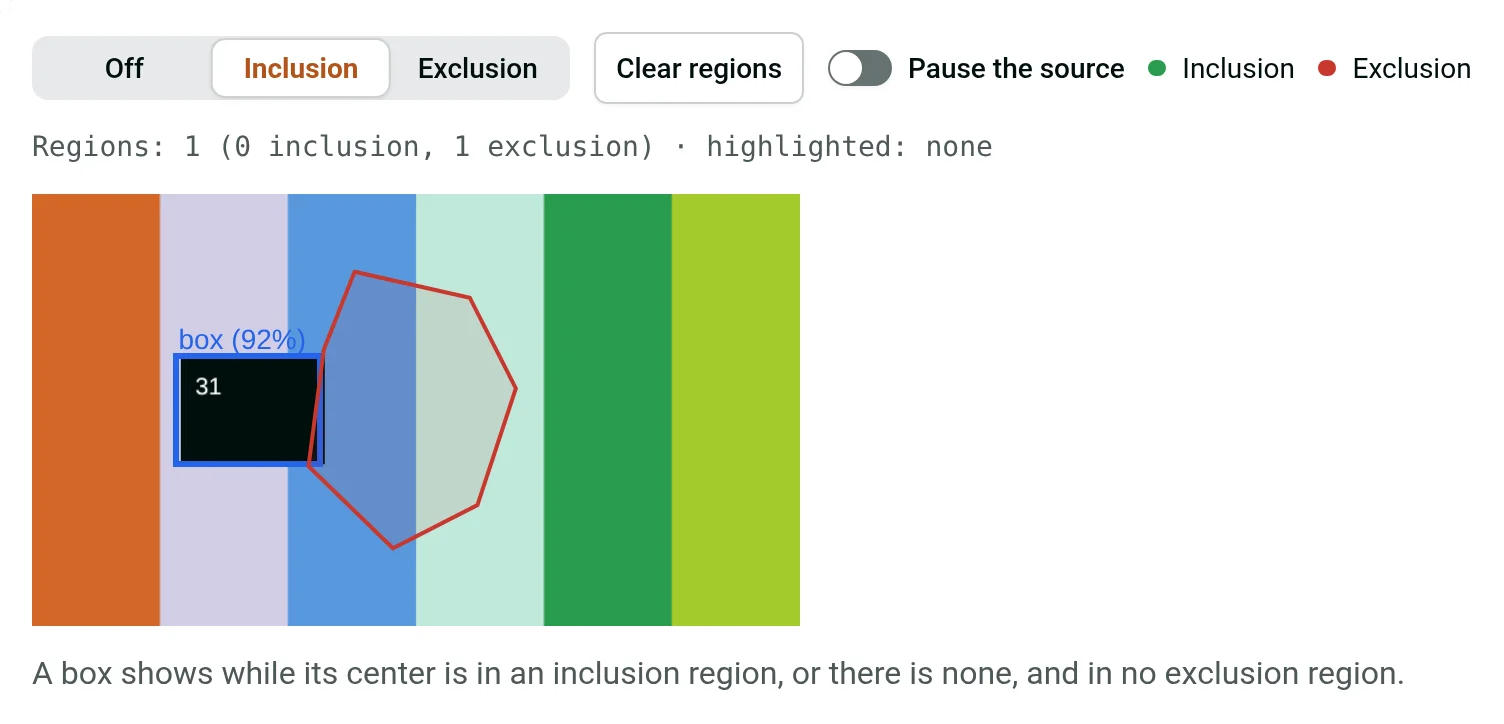 Off Inclusion Exclusion Clear regions Pause the source Inclusion Exclusion
Regions: 1 (0 inclusion, 1 exclusion) · highlighted: none
box (92%)
31
A box shows while its center is in an inclusion region, or there is none, and in no exclusion region.